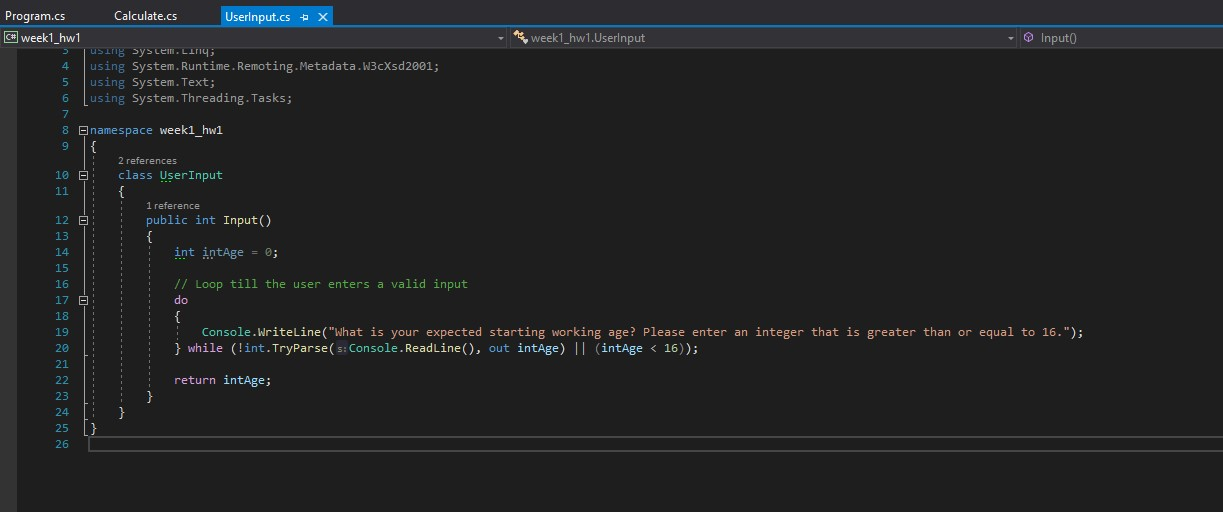 Program.cs Calculate.cs UserInput.cs
C# week1_hw1 week1_hw1.UserInput Input()
3 using System.Linq;
4 using System.Runtime.Remoting.Metadata.W3cXsd2001;
5 using System.Text;
6 using System.Threading.Tasks;
7
8 namespace week1_hw1
9 {
2 references
10 class UserInput
11 {
1 reference
12 public int Input()
13 {
14 int intAge = 0;
15
16 // Loop till the user enters a valid input
17 do
18 {
19 Console.WriteLine("What is your expected starting working age? Please enter an integer that is greater than or equal to 16.");
20 } while (!int.TryParse(s:Console.ReadLine(), out intAge) || (intAge < 16));
21
22 return intAge;
23 }
24 }
25 }
26